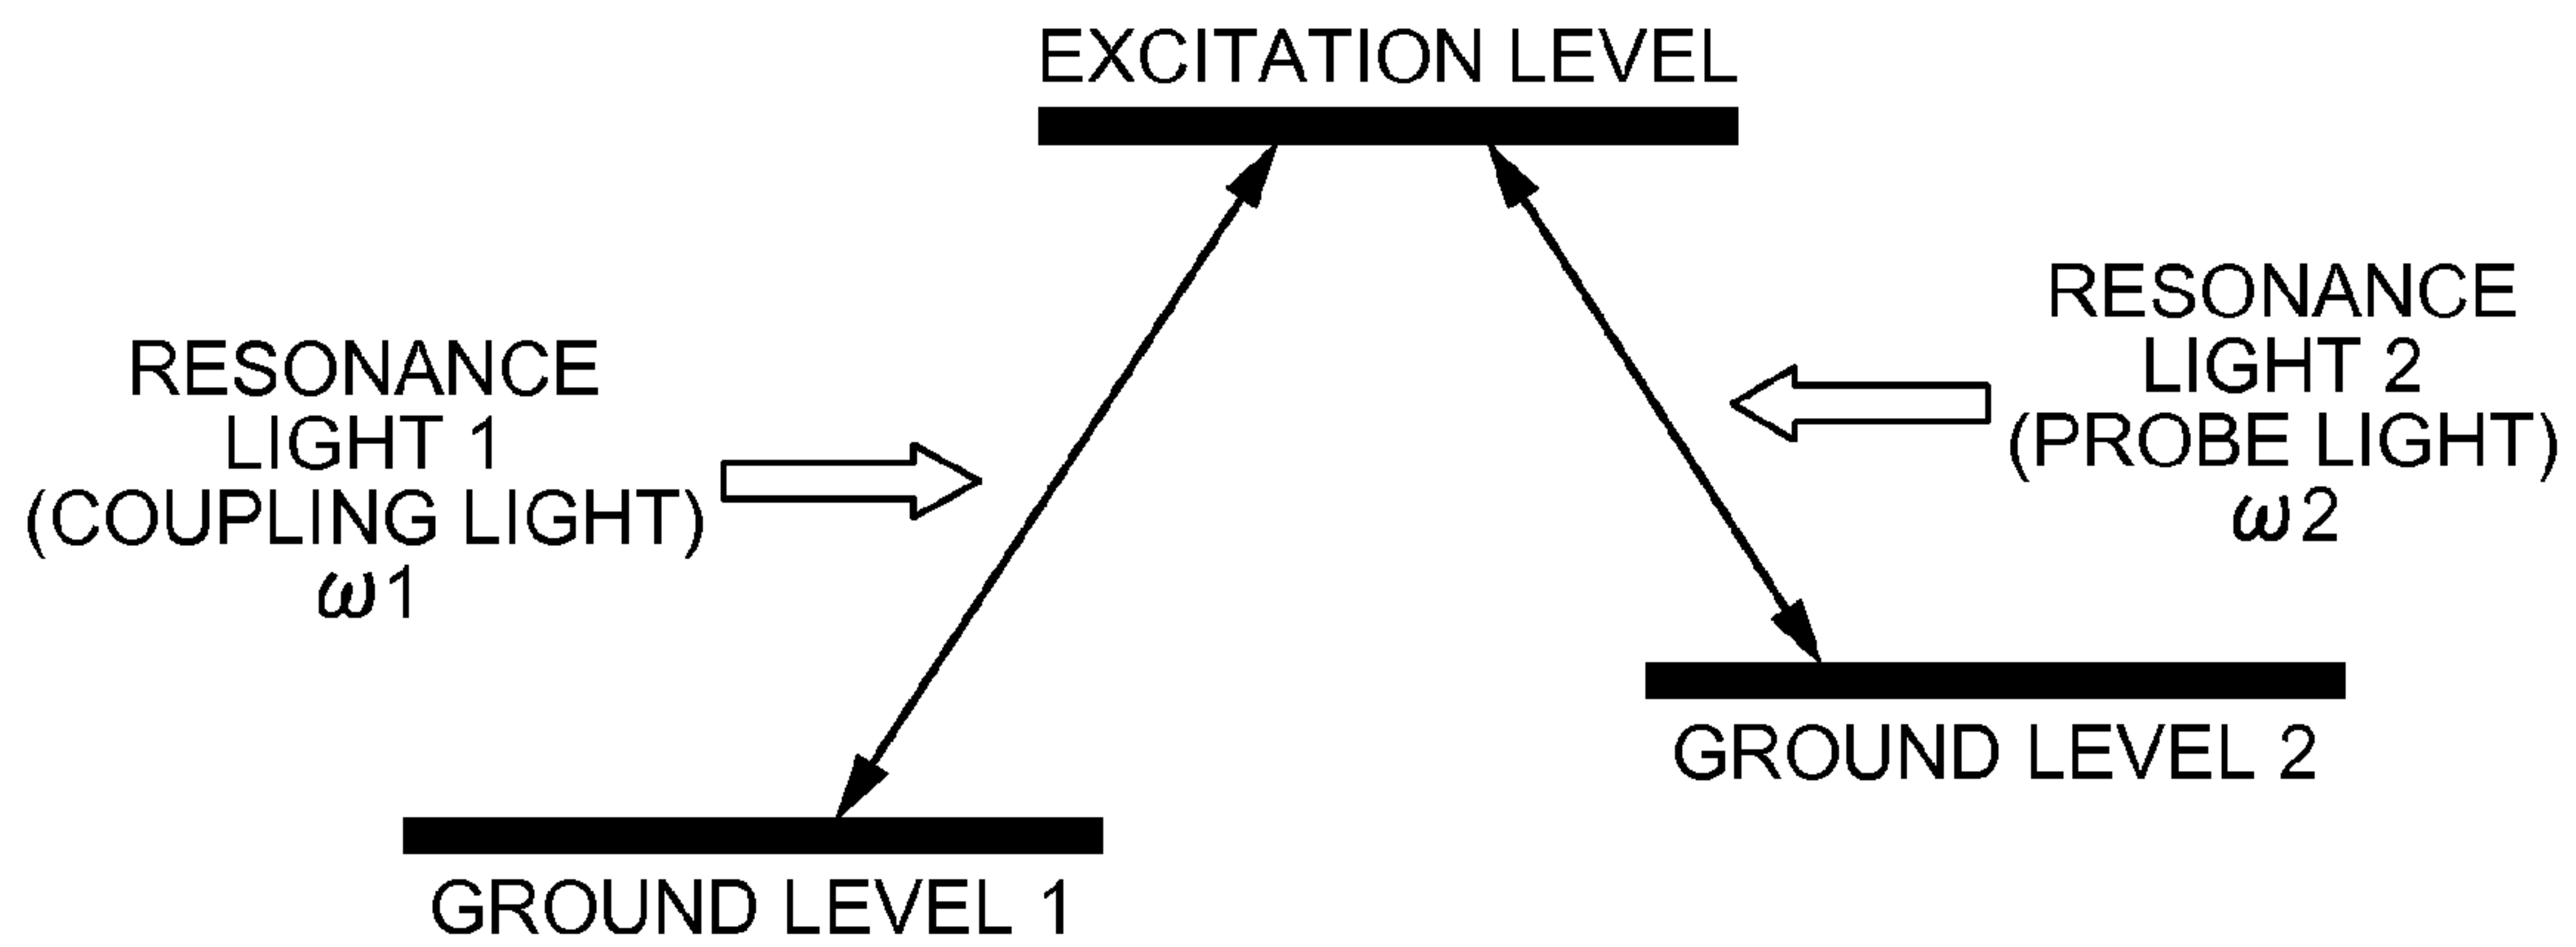 EXCITATION LEVEL
RESONANCE
LIGHT 1
(COUPLING LIGHT)
ω1
RESONANCE
LIGHT 2
(PROBE LIGHT)
ω2
GROUND LEVEL 2
GROUND LEVEL 1